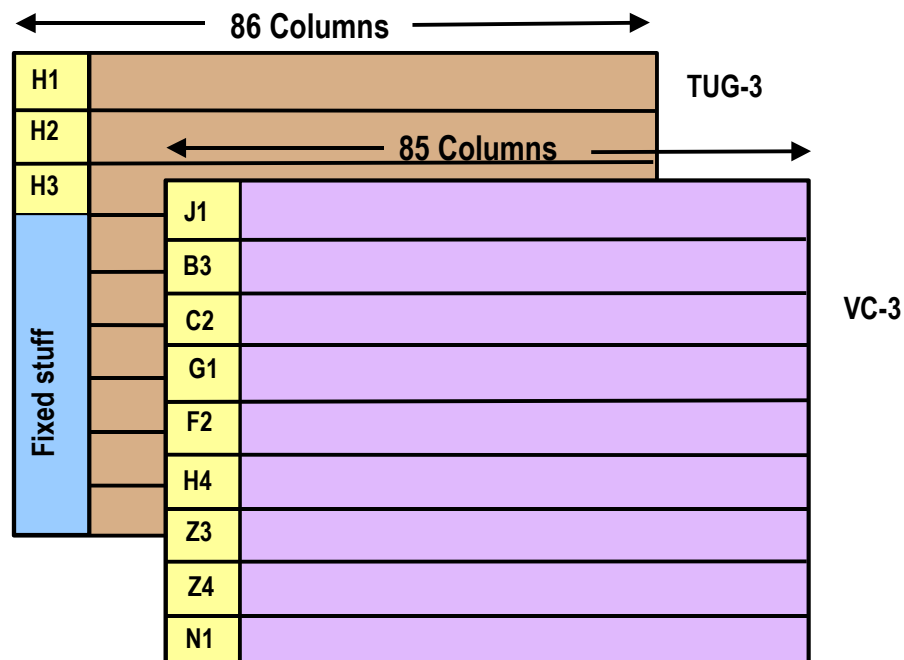 86 Columns
H1
TUG-3
H2
85 Columns
H3
J1
B3
C2
VC-3
G1
Fixed stuff
F2
H4
Z3
Z4
N1